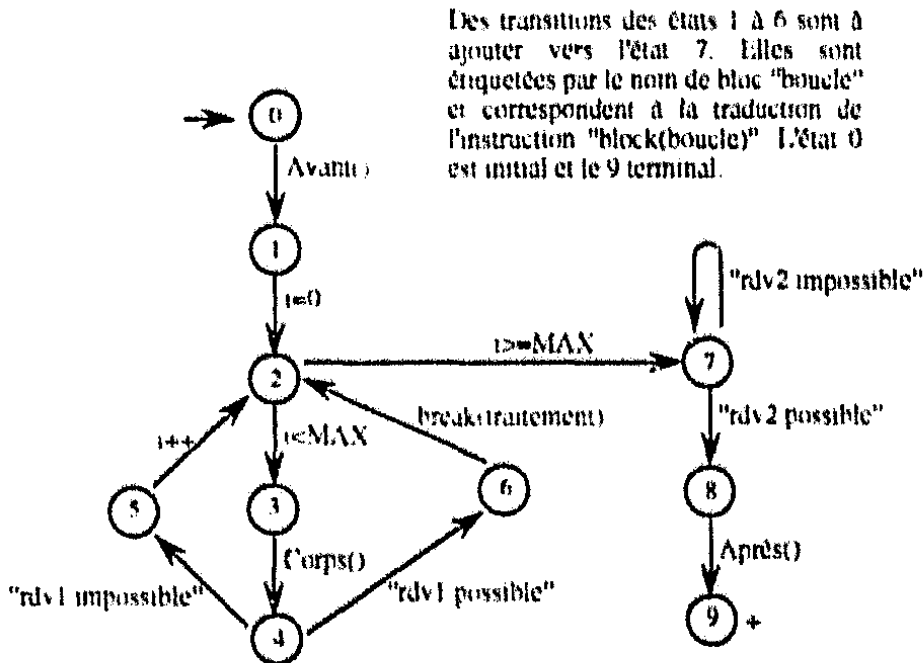 Des transitions des états 1 à 6 sont à
ajouter vers l'état 7. Elles sont
étiquetées par le nom de bloc "boucle"
et correspondent à la traduction de
l'instruction "block(boucle)" L'état 0
est initial et le 9 terminal.
0
Avant()
1
i=0
"rdv2 impossible"
i>=MAX
2
7
break(traitement)
"rdv2 possible"
i++
i<MAX
5
3
6
8
Corps()
Après()
"rdv1 impossible"
"rdv1 possible"
4
9 +